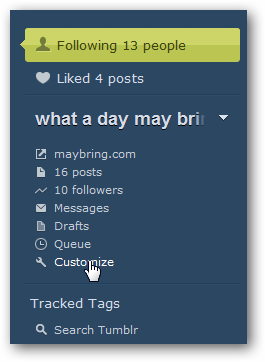 Following 13 people
Liked 4 posts
what a day may brin
maybring.com
16 posts
10 followers
Messages
Drafts
Queue
Customize
Tracked Tags
Search Tumblr